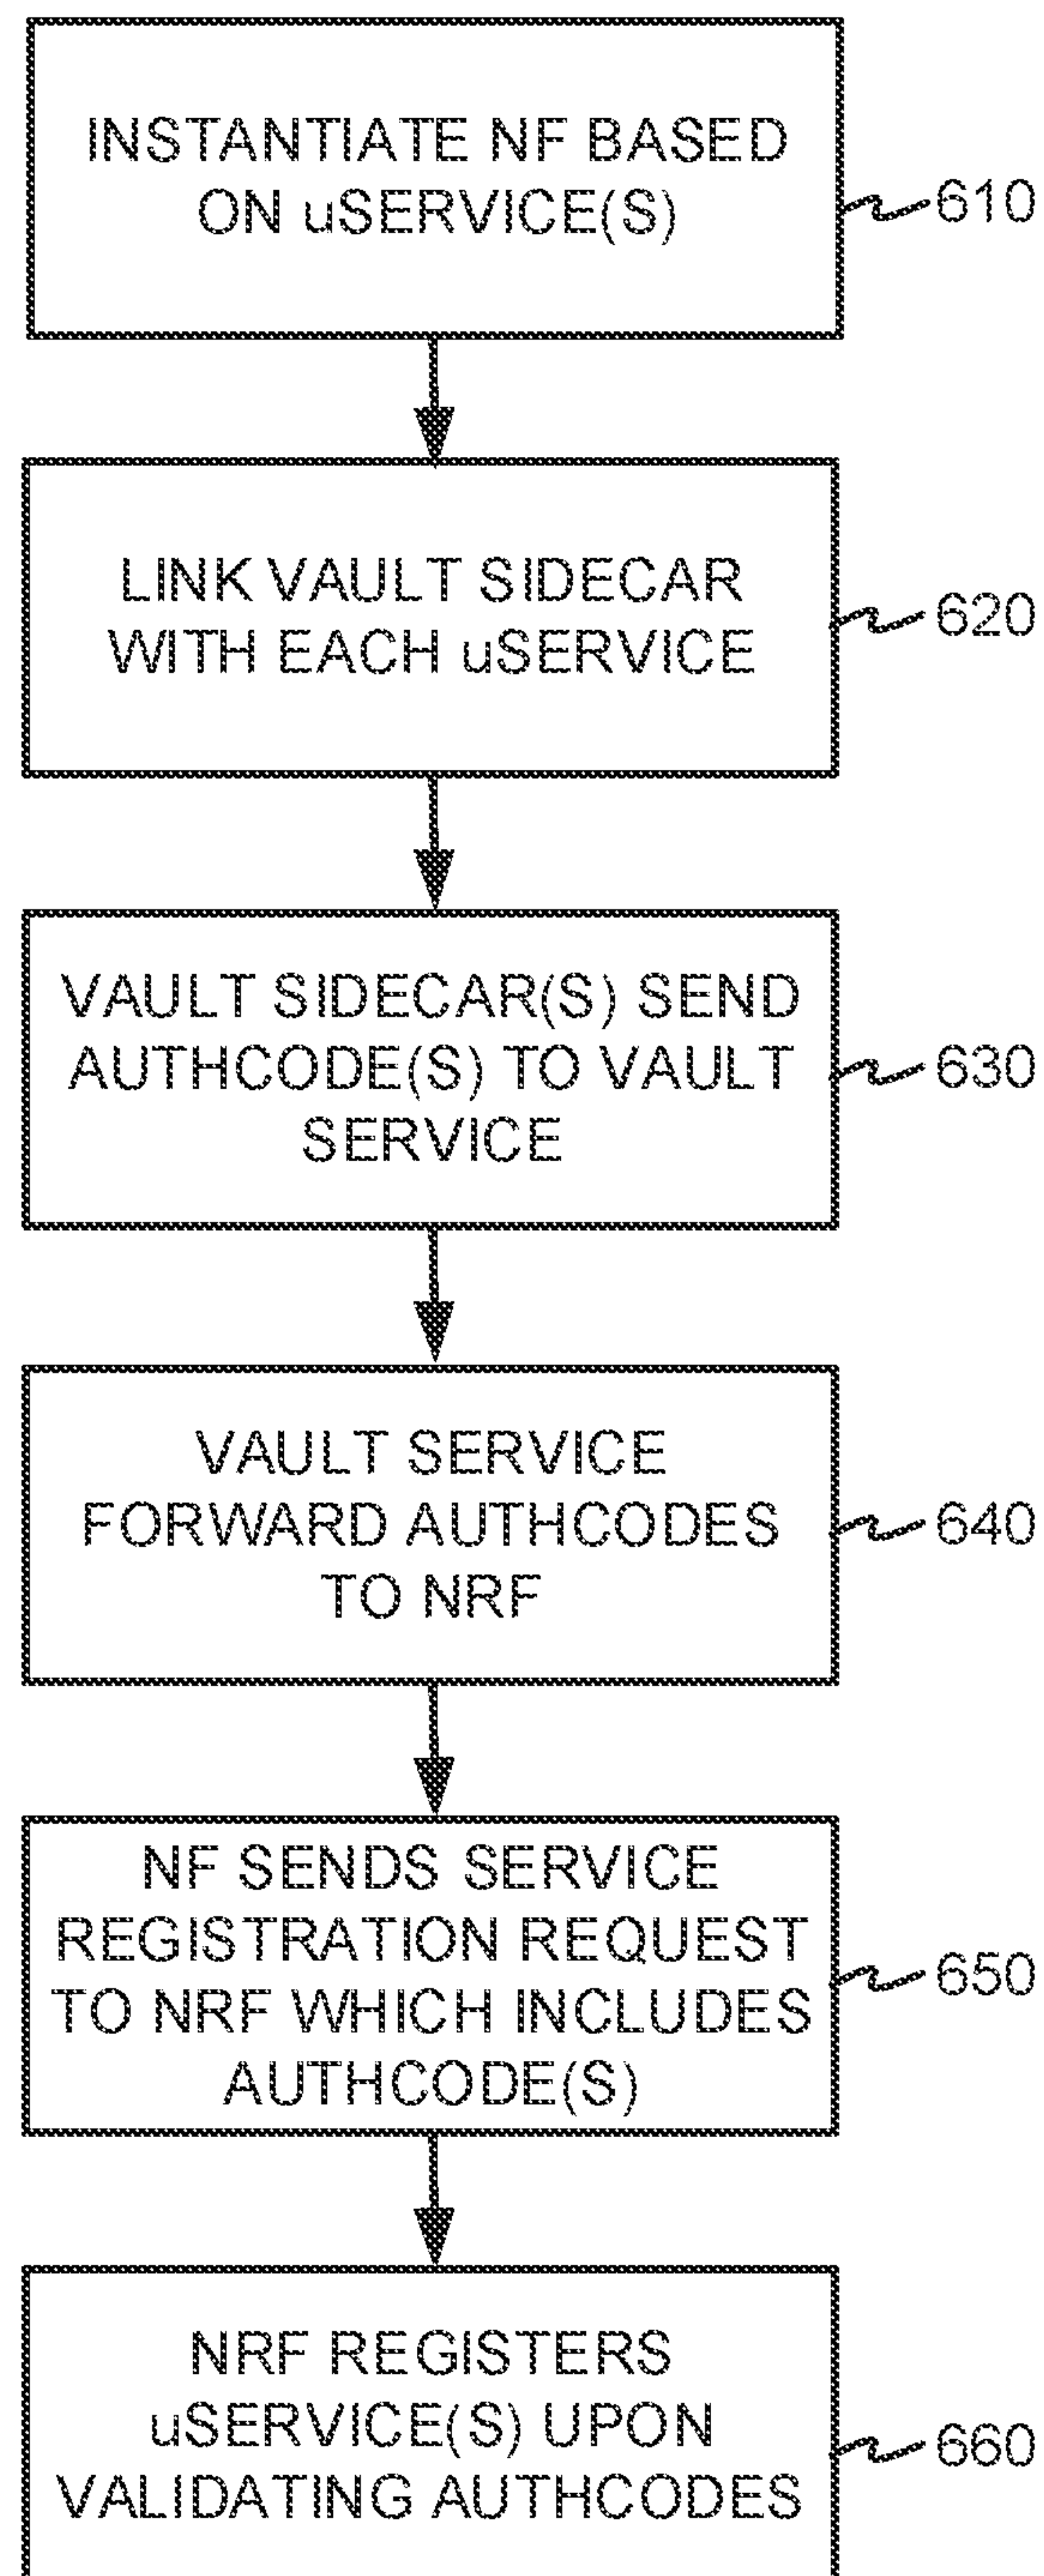 INSTANTIATE NF BASED
ON uSERVICE(S)
610
LINK VAULT SIDECAR
WITH EACH uSERVICE
620
VAULT SIDECAR(S) SEND
AUTHCODE(S) TO VAULT
SERVICE
630
VAULT SERVICE
FORWARD AUTHCODES
TO NRF
640
NF SENDS SERVICE
REGISTRATION REQUEST
TO NRF WHICH INCLUDES
AUTHCODE(S)
650
NRF REGISTERS
uSERVICE(S) UPON
VALIDATING AUTHCODES
660